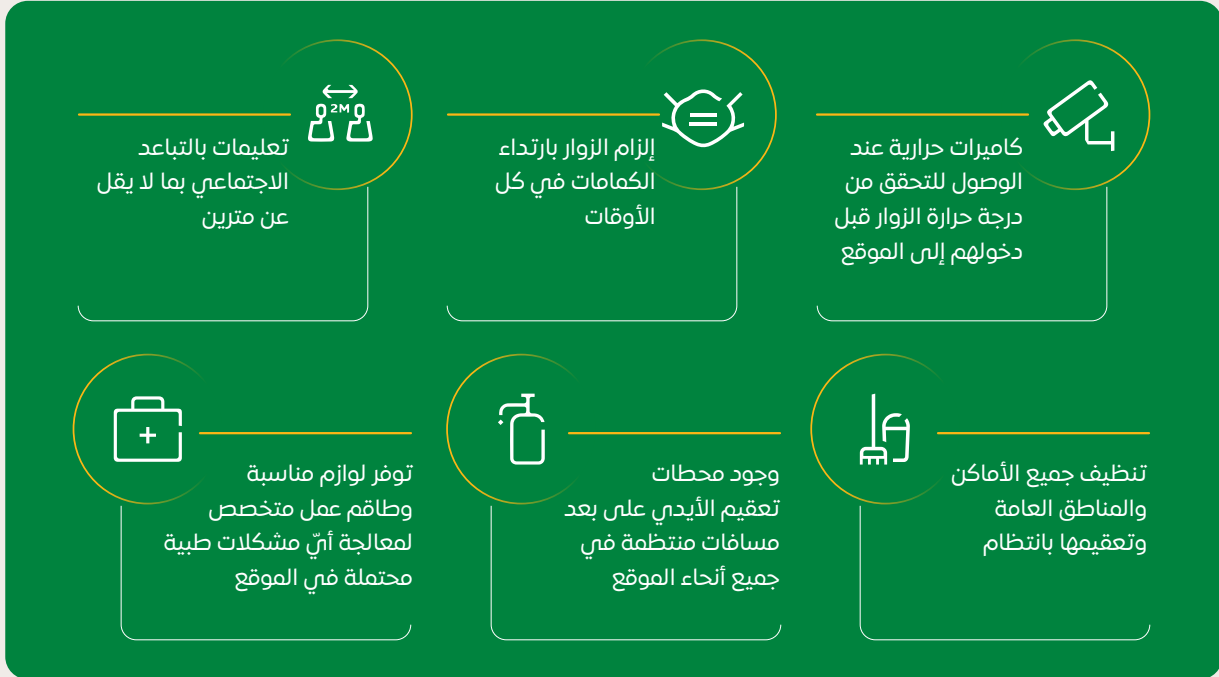 كاميرات حرارية عند
الوصول للتحقق من
درجة حرارة الزوار قبل
دخولهم إلى الموقع
إلزام الزوار بارتداء
الكمامات في كل
الأوقات
2M
تعليمات بالتباعد
الاجتماعي بما لا يقل
عن مترين
تنظيف جميع الأماكن
والمناطق العامة
وتعقيمها بانتظام
وجود محطات
تعقيم الأيدي على بعد
مسافات منتظمة في
جميع أنحاء الموقع
توفر لوازم مناسبة
وطاقم عمل متخصص
لمعالجة أيّ مشكلات طبية
محتملة في الموقع